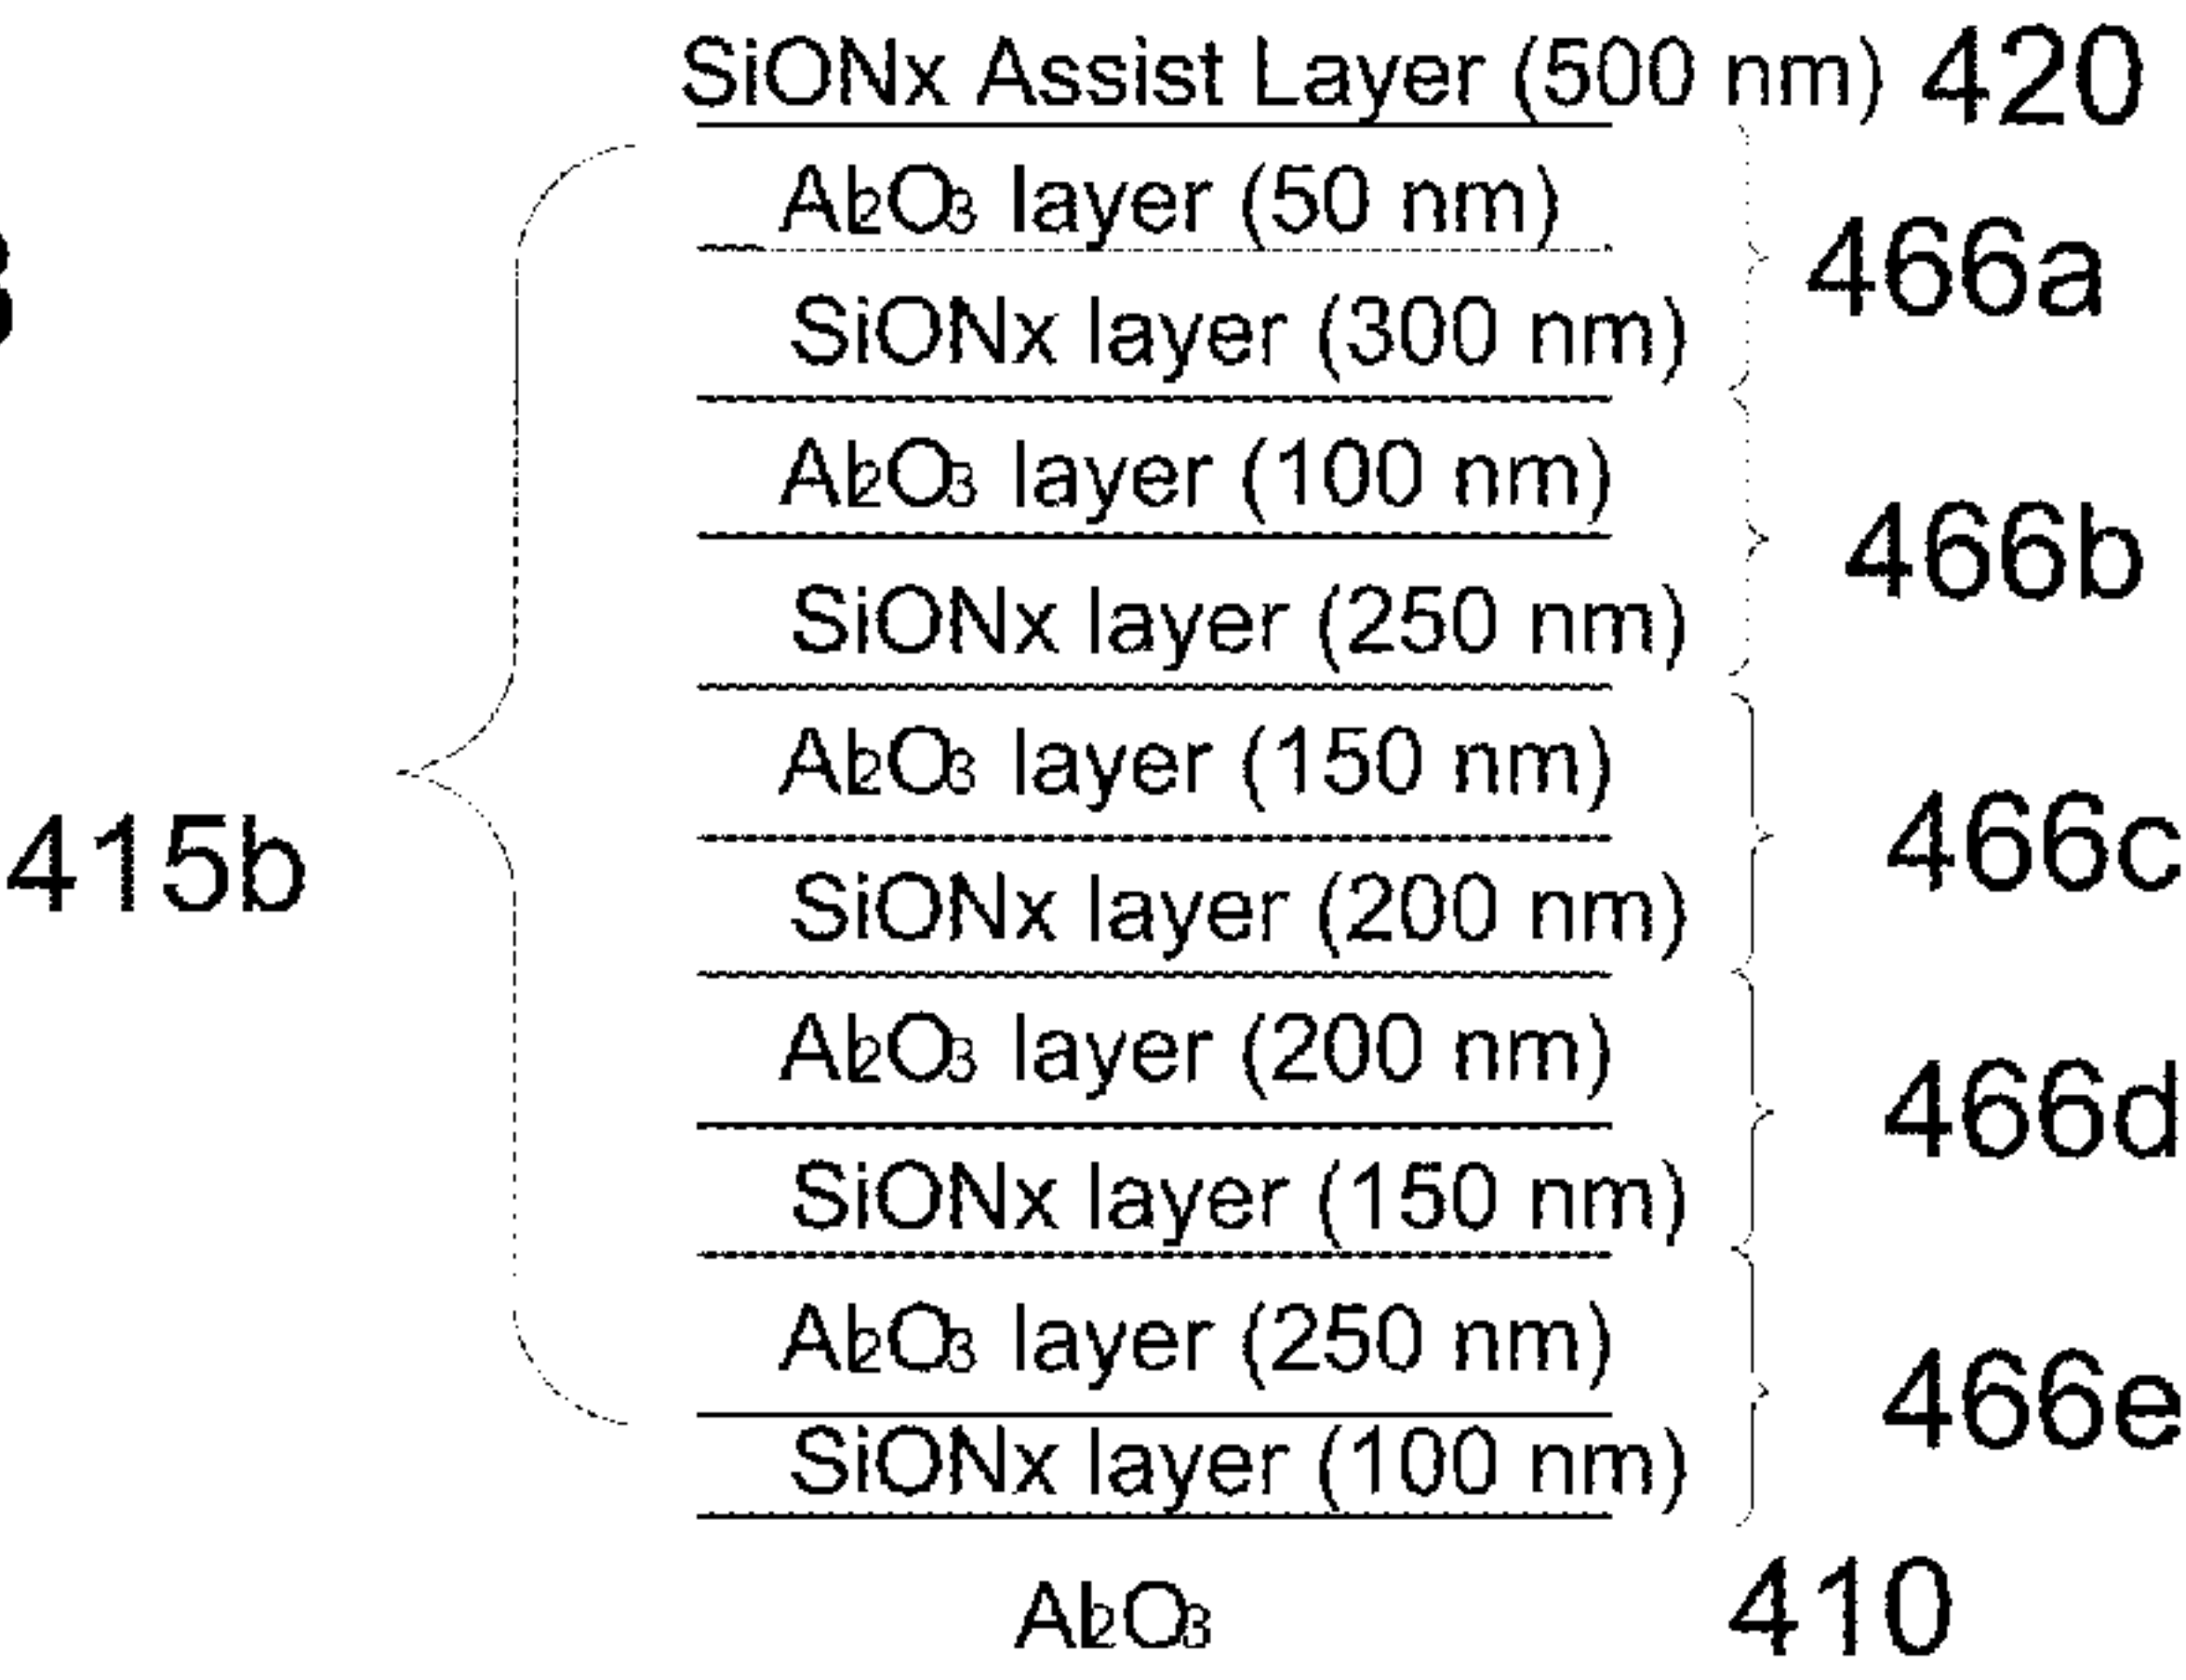 SiONx Assist Layer (500 nm) 420
Al2O3 layer (50 nm)
466a
SiONx layer (300 nm)
Al2O3 layer (100 nm)
466b
SiONx layer (250 nm)
Al2O3 layer (150 nm)
415b
466c
SiONx layer (200 nm)
Al2O3 layer (200 nm)
466d
SiONx layer (150 nm)
Al2O3 layer (250 nm)
466e
SiONx layer (100 nm)
Al2O3
410